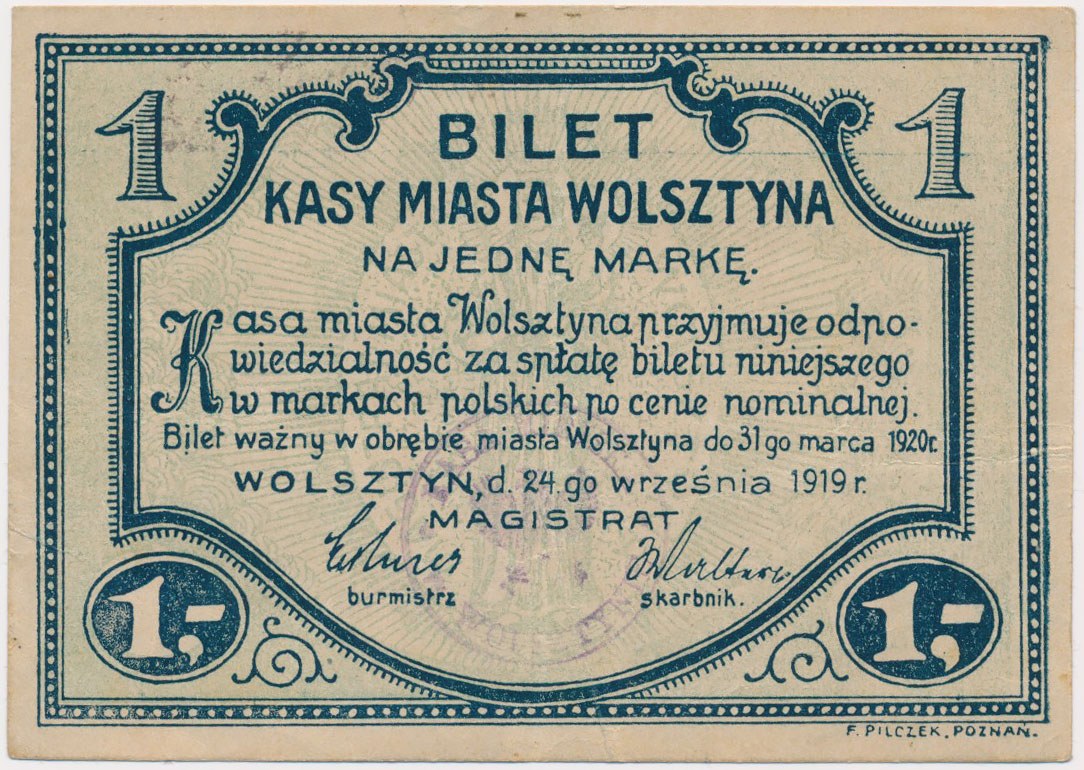 1 1
BILET
KASY MIASTA WOLSZTYNA
NA JEDNĘ MARKĘ.
Kasa miasta Wolsztyna przyjmuje odpo-
wiedzialność za spłatę biletu niniejszego
w markach polskich po cenie nominalnej.
Bilet ważny w obrębie miasta Wolsztyna do 31go marca 1920r.
WOLSZTYN, d. 24.go września 1919 r.
MAGISTRAT
Walter
burmistrz skarbnik.
1,- 1,-
F. PILCZEK, POZNAŃ.